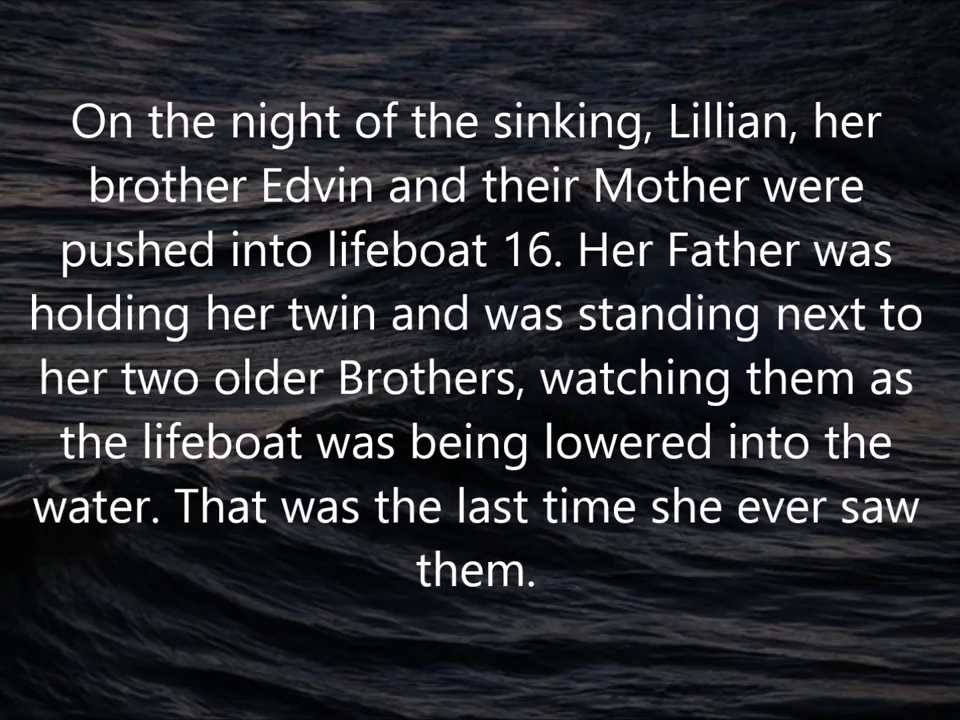 On the night of the sinking, Lillian, her
brother Edvin and their Mother were
pushed into lifeboat 16. Her Father was
holding her twin and was standing next to
her two older Brothers, watching them as
the lifeboat was being lowered into the
water. That was the last time she ever saw
them.